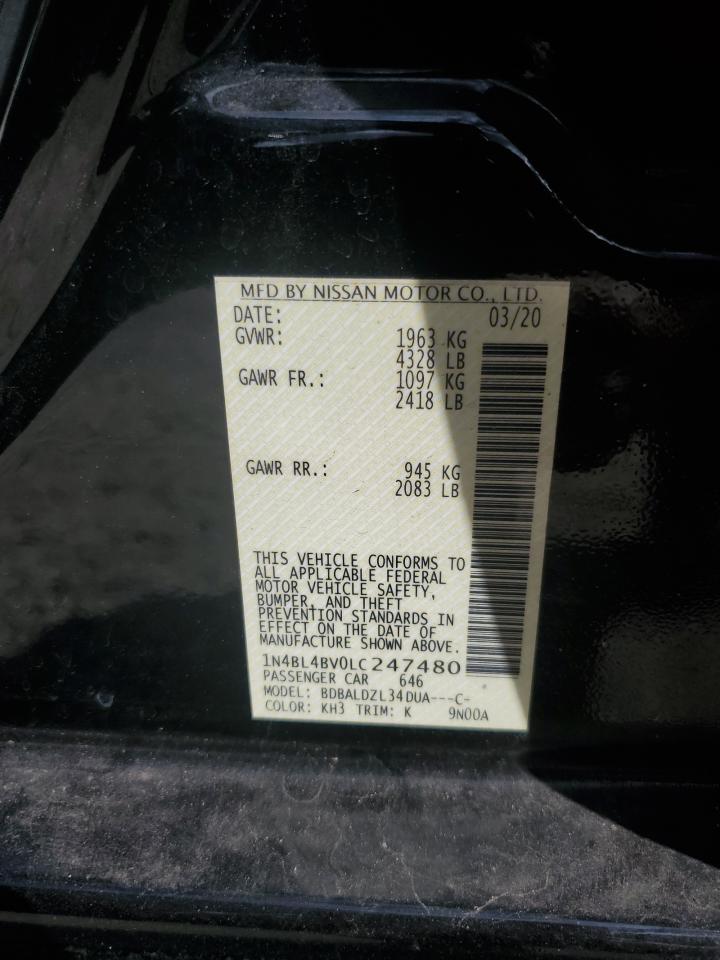 MFD BY NISSAN MOTOR CO., LTD.
DATE: 03/20
GVWR: 1963 KG
4328 LB
GAWR FR.: 1097 KG
2418 LB
GAWR RR.: 945 KG
2083 LB
THIS VEHICLE CONFORMS TO
ALL APPLICABLE FEDERAL
MOTOR VEHICLE SAFETY,
BUMPER, AND THEFT
PREVENTION STANDARDS IN
EFFECT ON THE DATE OF
MANUFACTURE SHOWN ABOVE.
1N4BL4BV0LC247480
PASSENGER CAR 646
MODEL: BDBALDZL34DUA---C-
COLOR: KH3 TRIM: K 9N00A